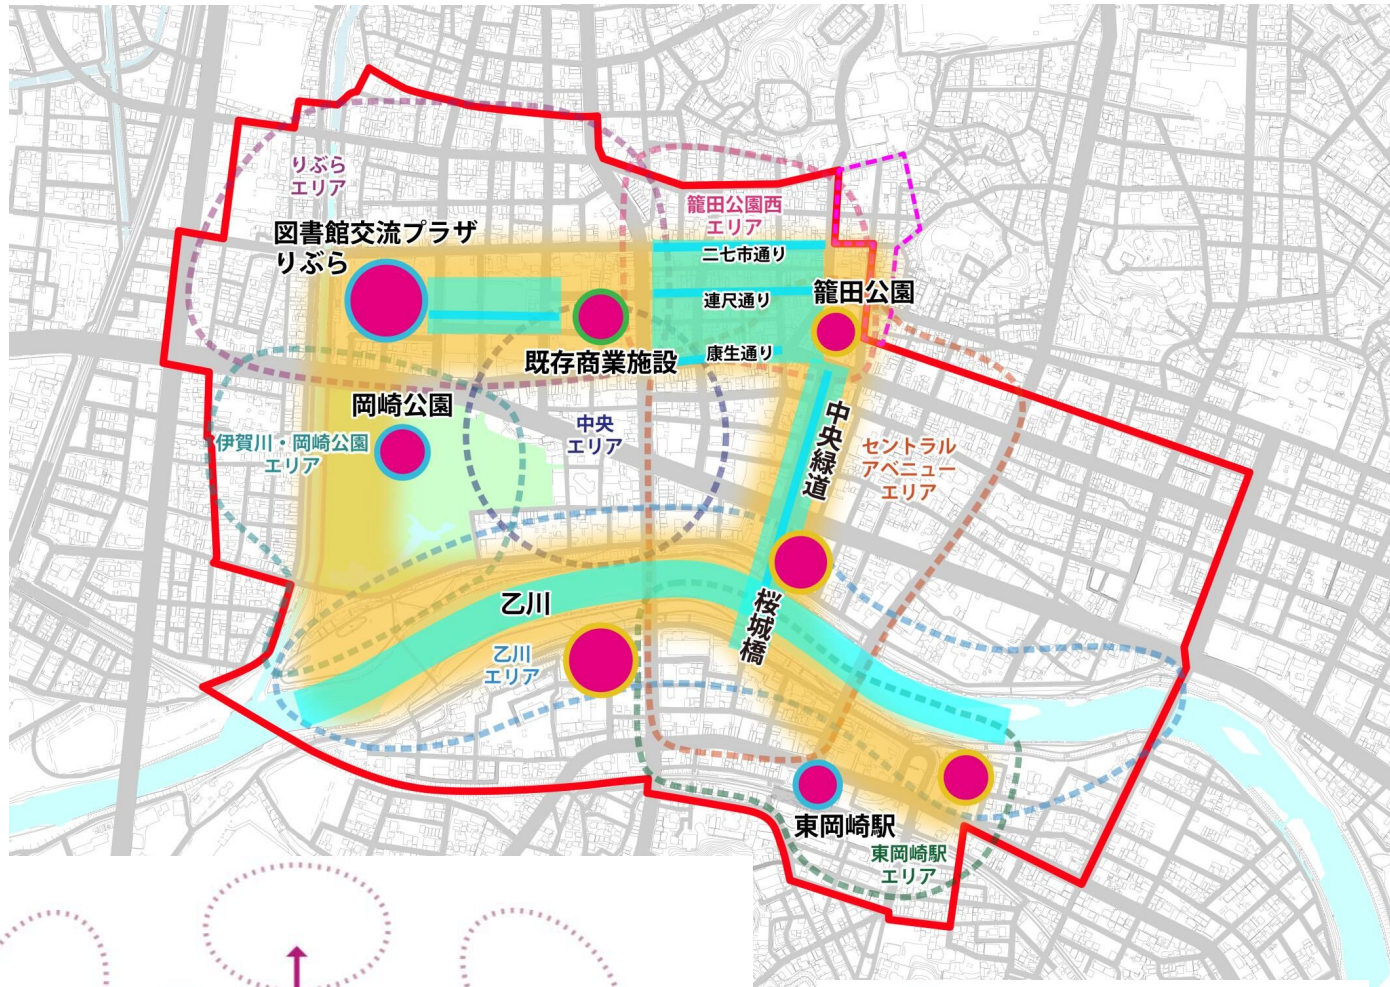 りぶら
エリア
図書館交流プラザ
りぶら
籠田公園西
エリア
二七市通り
連尺通り
籠田公園
康生通り
既存商業施設
岡崎公園
伊賀川・岡崎公園
エリア
中央
エリア
中央緑道
セントラル
アベニュー
エリア
乙川
桜城橋
乙川
エリア
東岡崎駅
東岡崎駅
エリア